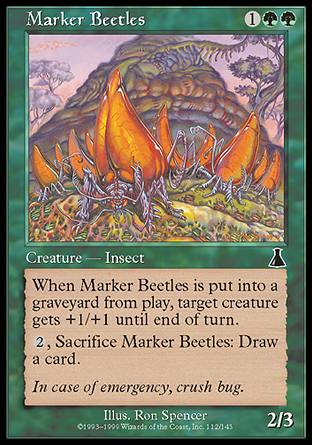 Marker Beetles 1
Creature — Insect
When Marker Beetles is put into a
graveyard from play, target creature
gets +1/+1 until end of turn.
2, Sacrifice Marker Beetles: Draw
a card.
In case of emergency, crush bug.
Illus. Ron Spencer
©1993–1999 Wizards of the Coast, Inc. 112/143
2/3